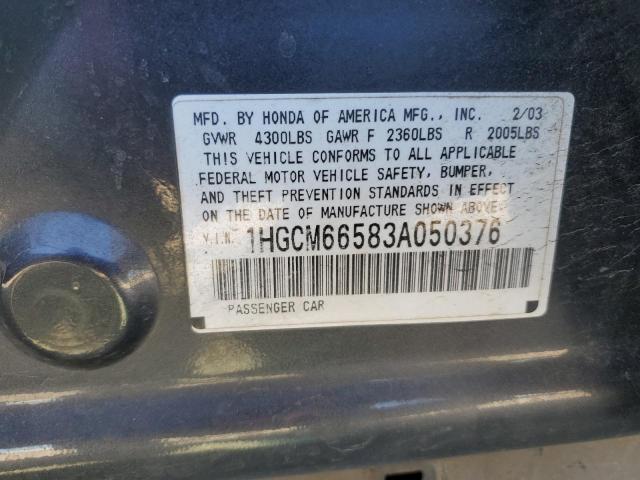 MFD. BY HONDA OF AMERICA MFG., INC. 2/03
GVWR 4300LBS GAWR F 2360LBS R 2005LBS
THIS VEHICLE CONFORMS TO ALL APPLICABLE
FEDERAL MOTOR VEHICLE SAFETY, BUMPER,
AND THEFT PREVENTION STANDARDS IN EFFECT
ON THE DATE OF MANUFACTURE SHOWN ABOVE.
V.I.N. 1HGCM66583A050376
PASSENGER CAR